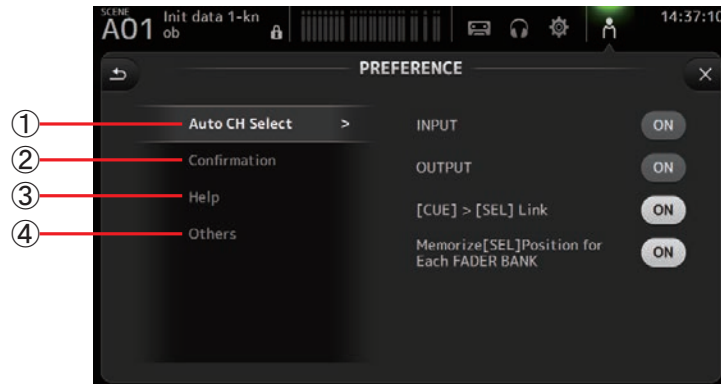 SCENE
A01
Init data 1-kn
ob
14:37:10
PREFERENCE
① Auto CH Select >
② Confirmation
③ Help
④ Others
INPUT ON
OUTPUT ON
[CUE] > [SEL] Link ON
Memorize[SEL]Position for
Each FADER BANK ON